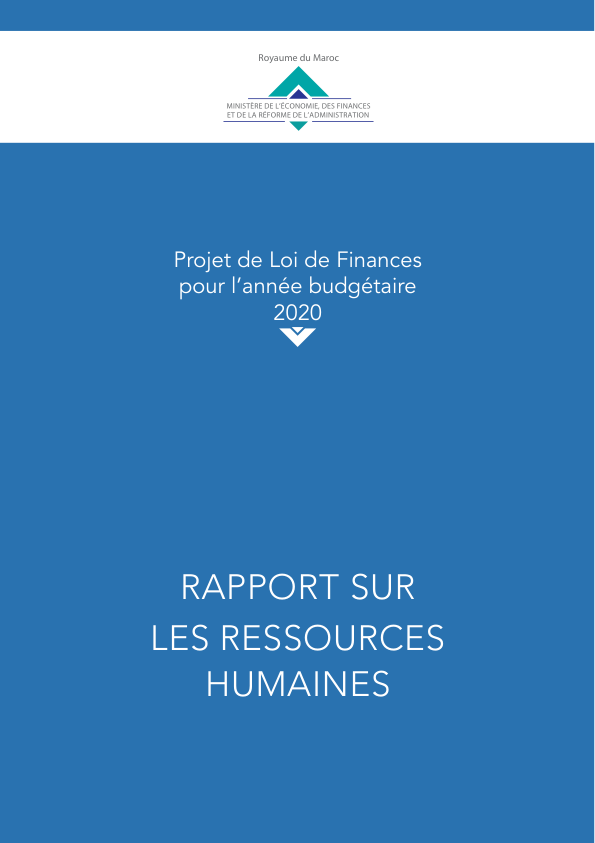 Royaume du Maroc
MINISTÈRE DE L'ÉCONOMIE, DES FINANCES
ET DE LA RÉFORME DE L'ADMINISTRATION
Projet de Loi de Finances
pour l'année budgétaire
2020
RAPPORT SUR
LES RESSOURCES
HUMAINES